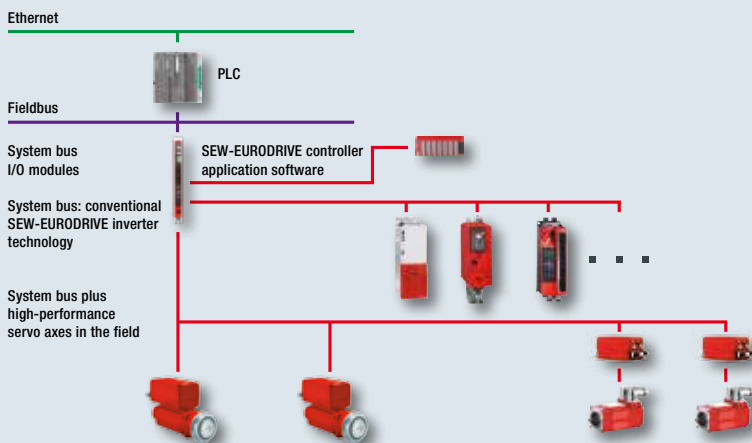 Ethernet
PLC
Fieldbus
System bus
I/O modules
SEW-EURODRIVE controller
application software
System bus: conventional
SEW-EURODRIVE inverter
technology
System bus plus
high-performance
servo axes in the field